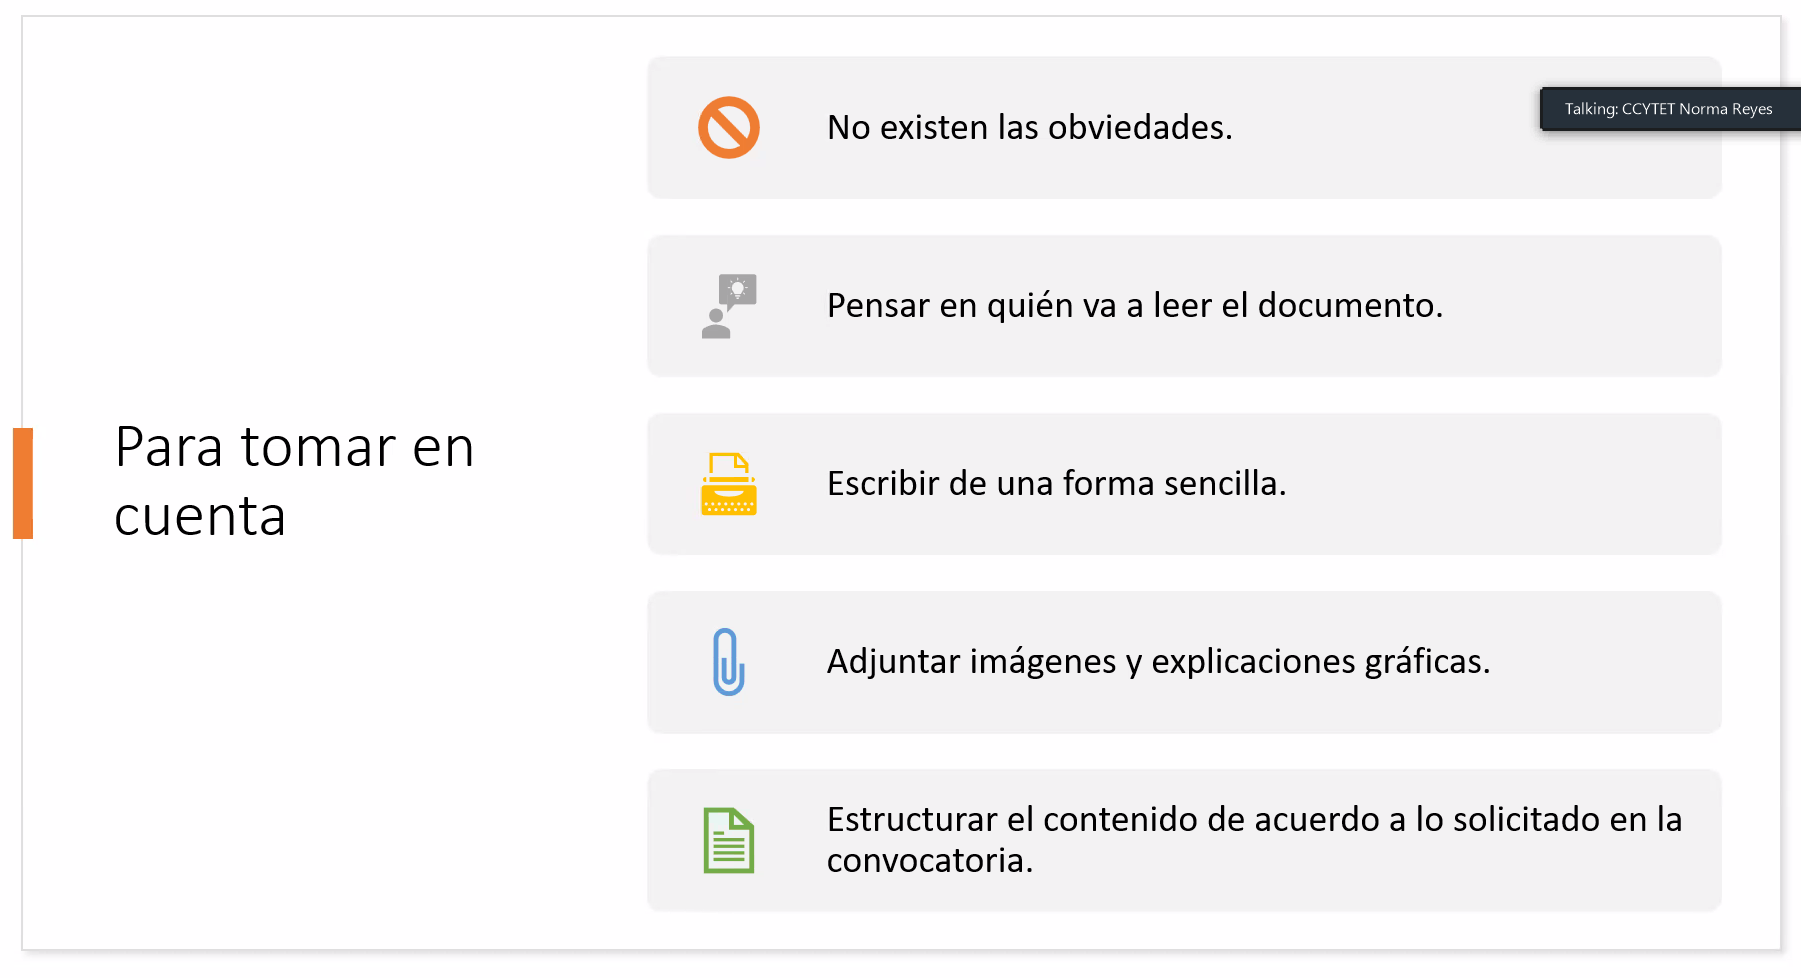 Para tomar en
cuenta
No existen las obviedades.
Talking: CCYTET Norma Reyes
Pensar en quién va a leer el documento.
Escribir de una forma sencilla.
Adjuntar imágenes y explicaciones gráficas.
Estructurar el contenido de acuerdo a lo solicitado en la
convocatoria.